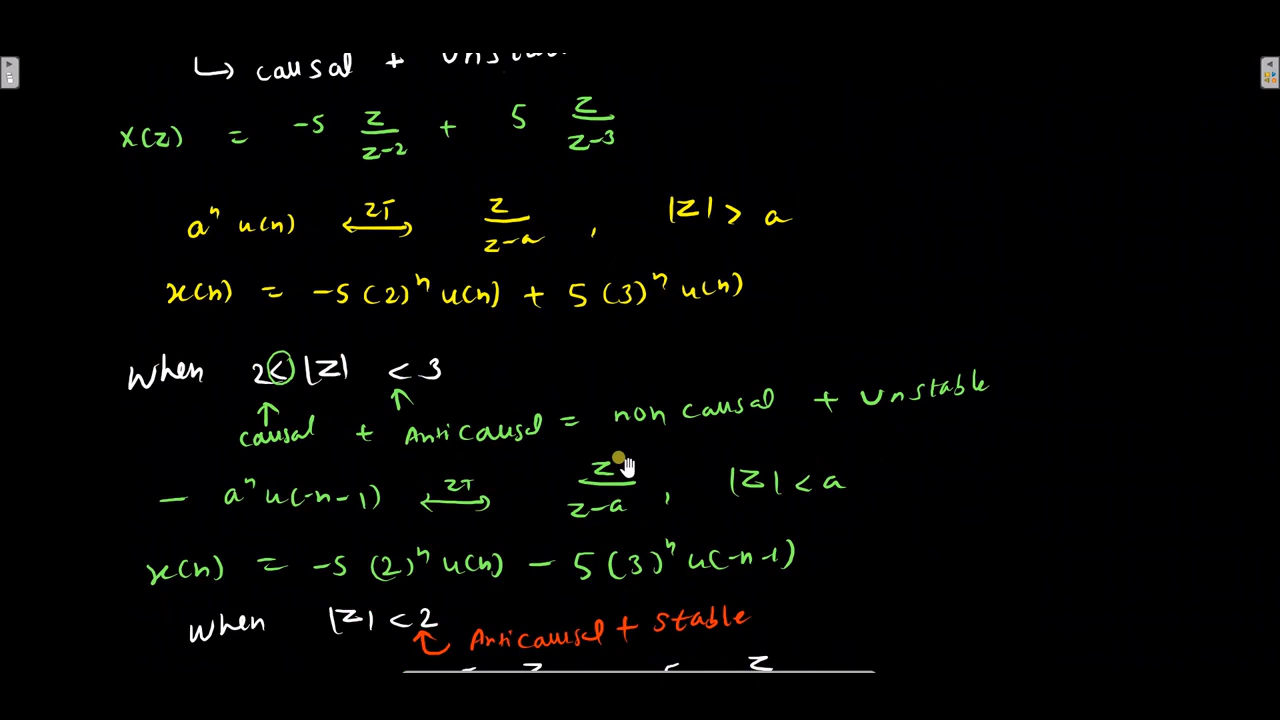 ↳ causal + unstable
X(z) = -5 z/z-2 + 5 z/z-3
aⁿ u(n) ⟷ZT z/z-a , |z| > a
x(n) = -5 (2)ⁿ u(n) + 5 (3)ⁿ u(n)
When 2 < |z| < 3
↑ ↑
causal + Anticausal = non causal + Unstable
- aⁿ u(-n-1) ⟷ZT z/z-a , |z| < a
x(n) = -5 (2)ⁿ u(n) - 5 (3)ⁿ u(-n-1)
When |z| < 2
Anticausal + stable